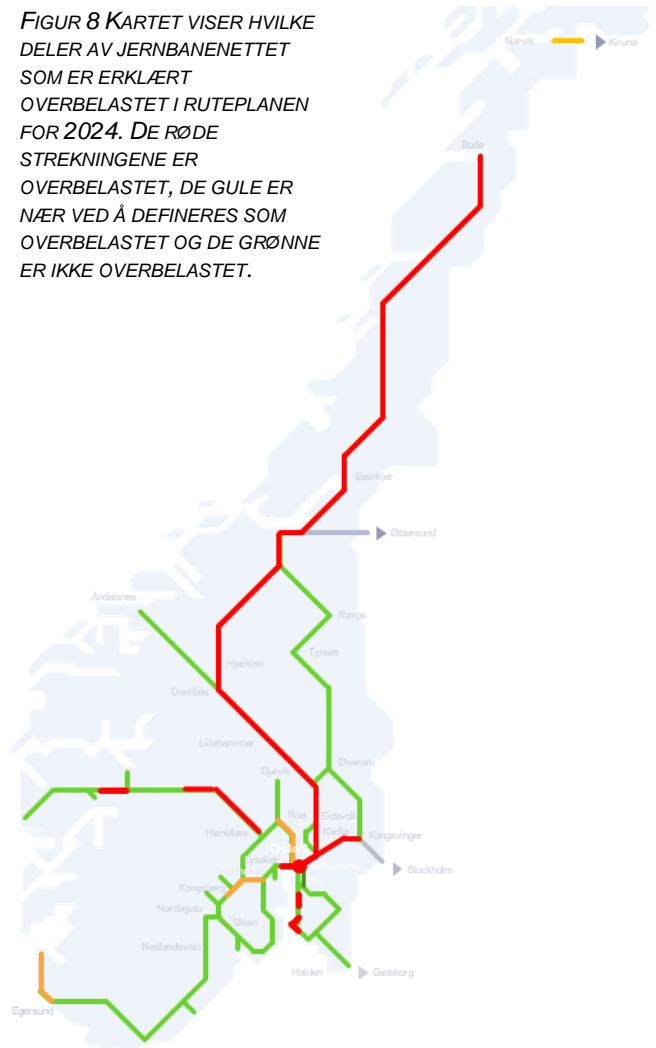 FIGUR 8 KARTET VISER HVILKE
DELER AV JERNBANENETTET
SOM ER ERKLÆRT
OVERBELASTET I RUTEPLANEN
FOR 2024. DE RØDE
STREKNINGENE ER
OVERBELASTET, DE GULE ER
NÆR VED Å DEFINERES SOM
OVERBELASTET OG DE GRØNNE
ER IKKE OVERBELASTET.
Narvik
Kiruna
Bodø
Steinkjer
Østersund
Åndalsnes
Røros
Tynset
Hjerkinn
Dombås
Lillehammer
Elverum
Gjøvik
Roa
Eidsvoll
Kløfta
Kongsvinger
Hønefoss
Oslo
Lysaker
Stockholm
Kongsberg
Nordagutu
Skien
Neslandsvatn
Halden
Gøteborg
Egersund